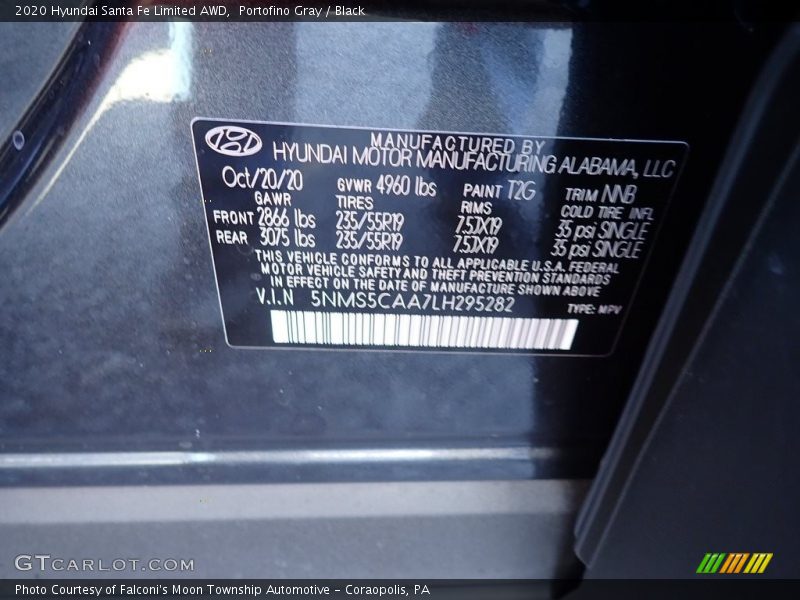 2020 Hyundai Santa Fe Limited AWD, Portofino Gray / Black
MANUFACTURED BY
HYUNDAI MOTOR MANUFACTURING ALABAMA, LLC
Oct/20/20 GVWR 4960 lbs PAINT T2G TRIM NNB
GAWR TIRES RIMS COLD TIRE INFL
FRONT 2866 lbs 235/55R19 7.5JX19 35 psi SINGLE
REAR 3075 lbs 235/55R19 7.5JX19 35 psi SINGLE
THIS VEHICLE CONFORMS TO ALL APPLICABLE U.S.A. FEDERAL
MOTOR VEHICLE SAFETY AND THEFT PREVENTION STANDARDS
IN EFFECT ON THE DATE OF MANUFACTURE SHOWN ABOVE
V.I.N 5NMS5CAA7LH295282 TYPE: MPV
GTCARLOT.COM
Photo Courtesy of Falconi's Moon Township Automotive - Coraopolis, PA